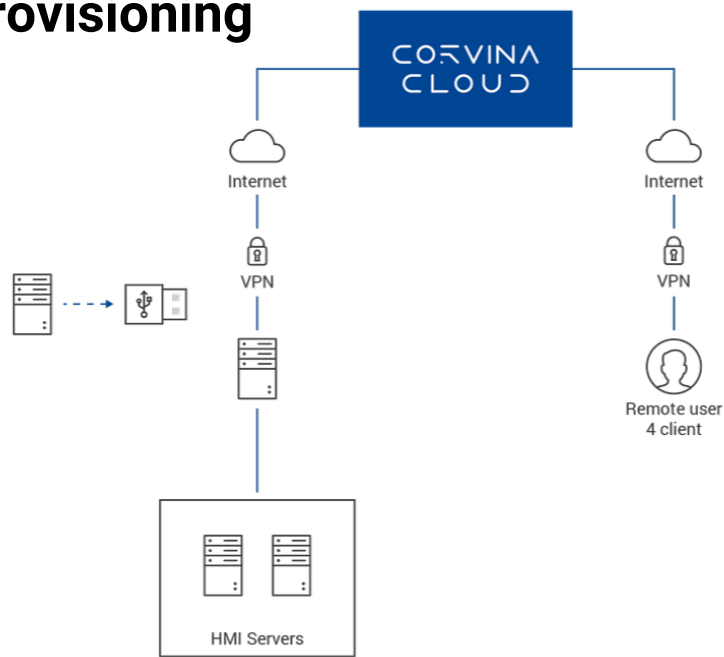 rovisioning
CORVINA
CLOUD
Internet
Internet
VPN
VPN
Remote user
4 client
HMI Servers